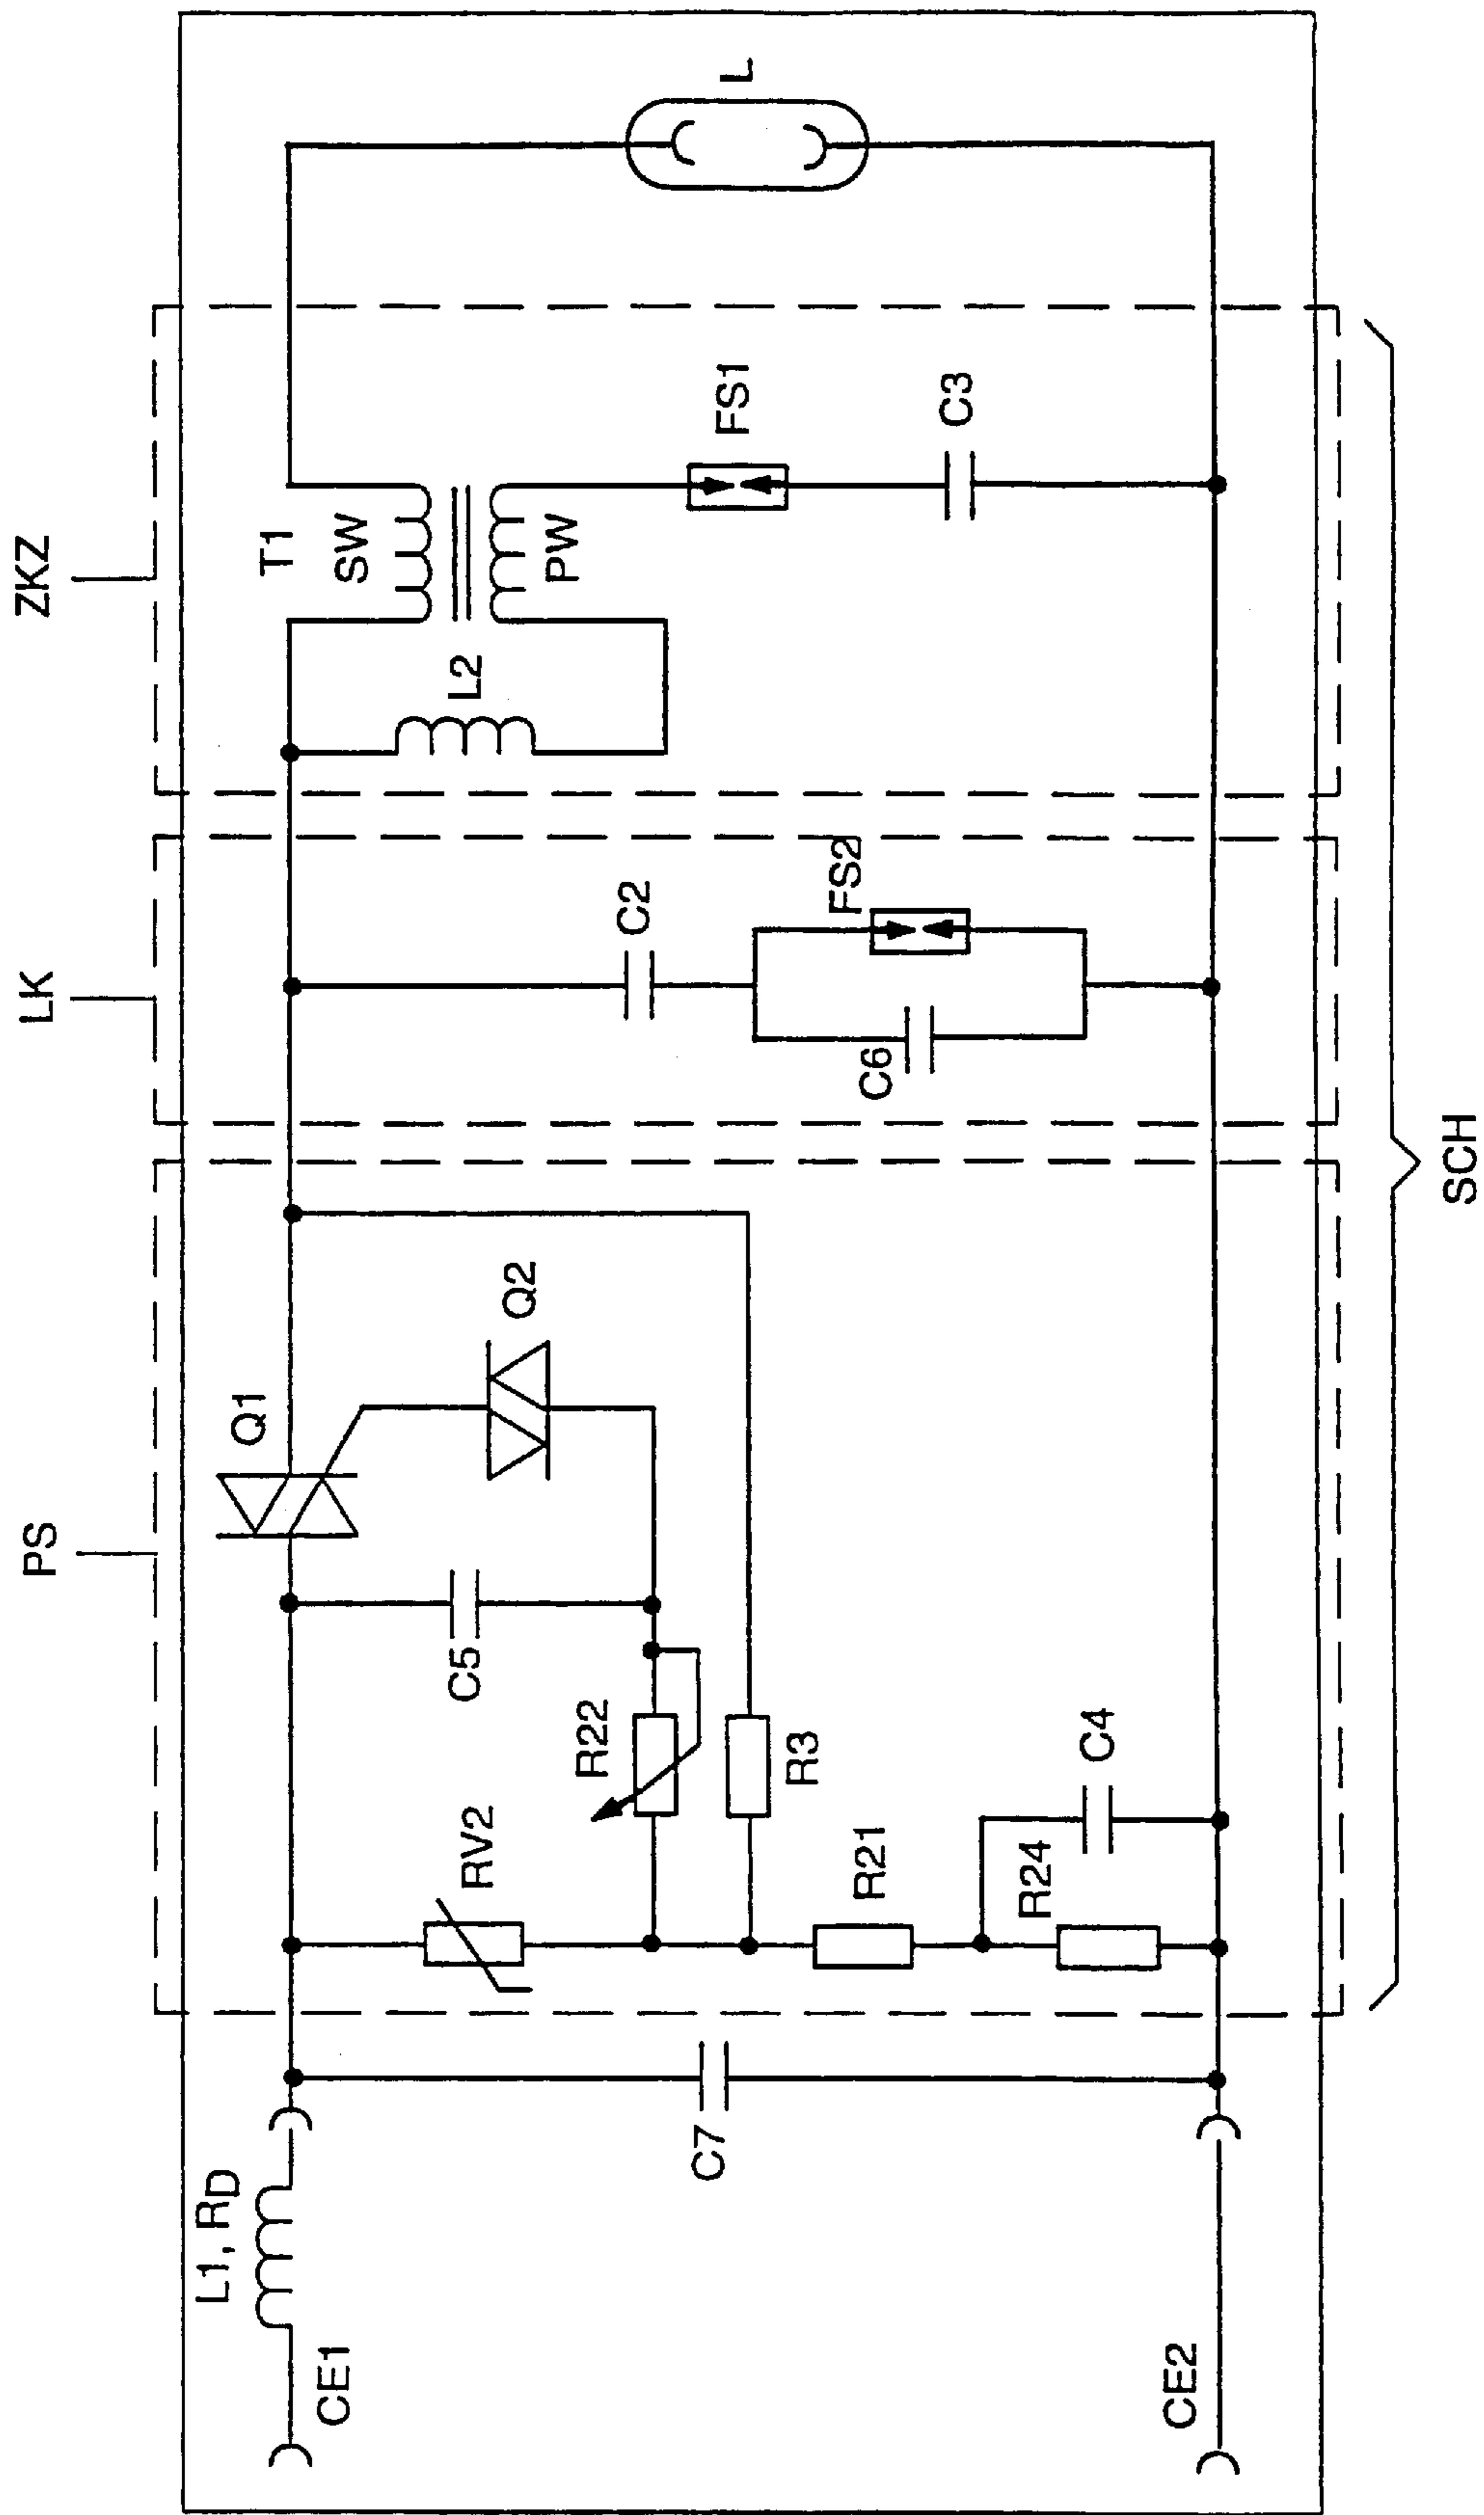 PS
LK
ZKZ
L1, RD
CE1
C7
RV2
R22
C5
Q1
Q2
R3
R21
R24
C4
C2
C6
FS2
L2
T1
SW
PW
FS1
C3
L
CE2
SCH